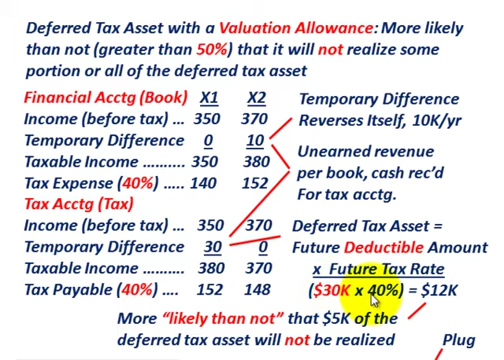 Deferred Tax Asset with a Valuation Allowance: More likely
than not (greater than 50%) that it will not realize some
portion or all of the deferred tax asset
Financial Acctg (Book) X1 X2
Income (before tax) ... 350 370
Temporary Difference 0 10
Taxable Income .......... 350 380
Tax Expense (40%) ..... 140 152
Temporary Difference
Reverses Itself, 10K/yr
Unearned revenue
per book, cash rec'd
For tax acctg.
Tax Acctg (Tax)
Income (before tax) ... 350 370
Temporary Difference 30 0
Taxable Income .......... 380 370
Tax Payable (40%) ..... 152 148
Deferred Tax Asset =
Future Deductible Amount
x Future Tax Rate
($30K x 40%) = $12K
More "likely than not" that $5K of the
deferred tax asset will not be realized
Plug